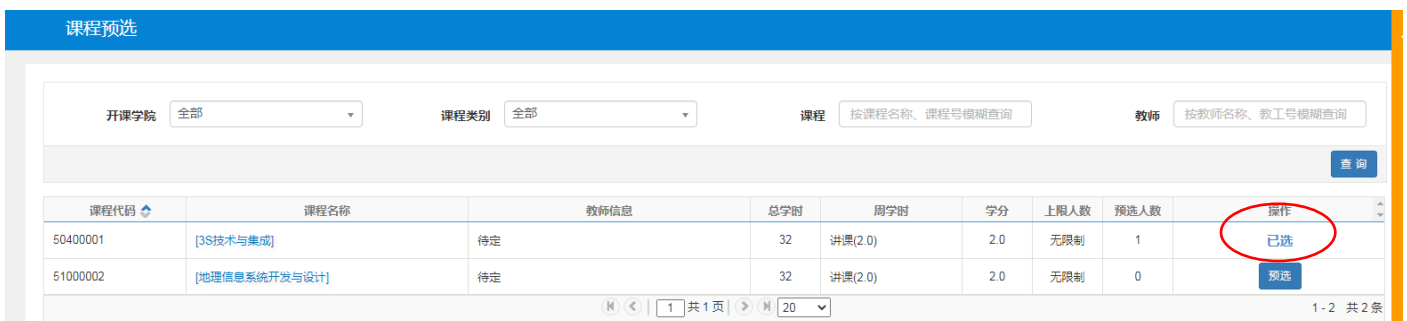 课程预选
开课学院 全部 课程类别 全部 课程 按课程名称、课程号模糊查询 教师 按教师名称、教工号模糊查询
查 询
课程代码 课程名称 教师信息 总学时 周学时 学分 上限人数 预选人数 操作
50400001 [3S技术与集成] 待定 32 讲课(2.0) 2.0 无限制 1 已选
51000002 [地理信息系统开发与设计] 待定 32 讲课(2.0) 2.0 无限制 0 预选
1 共1页 20 1 - 2 共2条